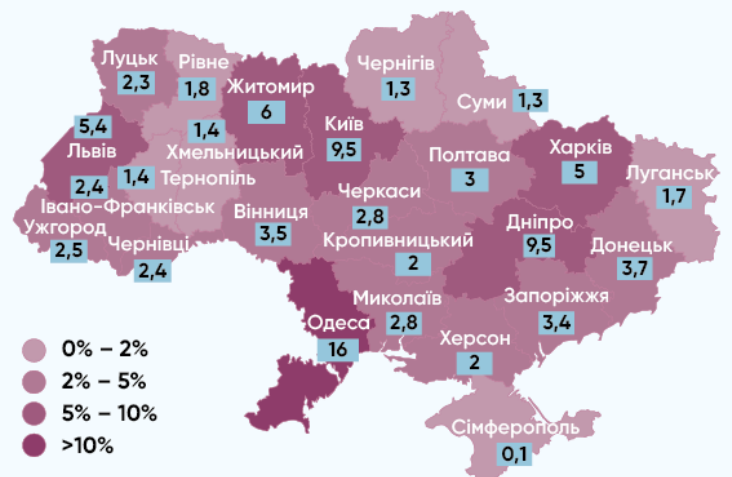 Луцьк
2,3
Рівне
1,8
Житомир
6
Київ
9,5
Чернігів
1,3
Суми
1,3
5,4
Львів
1,4
Хмельницький
1,4
Тернопіль
2,4
Івано-Франківськ
Ужгород
2,5
Чернівці
2,4
Вінниця
3,5
Черкаси
2,8
Полтава
3
Харків
5
Луганськ
1,7
Кропивницький
2
Дніпро
9,5
Донецьк
3,7
Миколаїв
2,8
Запоріжжя
3,4
Одеса
16
Херсон
2
Сімферополь
0,1
0% – 2%
2% – 5%
5% – 10%
>10%